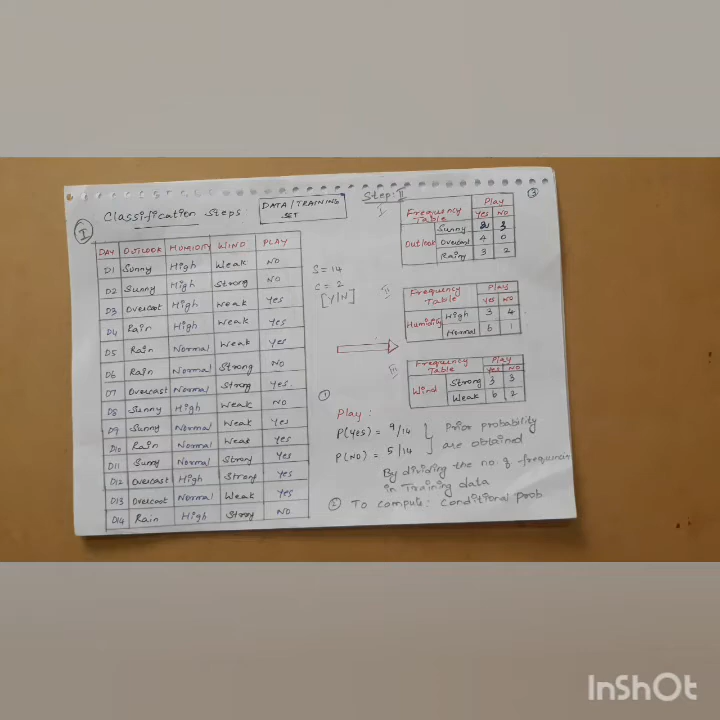 I
Classification Steps
DATA/TRAINING
SET
DAY OUTLOOK HUMIDITY WIND PLAY
D1 Sunny High Weak NO
D2 Sunny High Strong NO
D3 Overcast High Weak Yes
D4 Rain High Weak Yes
D5 Rain Normal Weak Yes
D6 Rain Normal Strong NO
D7 Overcast Normal Strong Yes
D8 Sunny High Weak NO
D9 Sunny Normal Weak Yes
D10 Rain Normal Weak Yes
D11 Sunny Normal Strong Yes
D12 Overcast High Strong Yes
D13 Overcast Normal Weak Yes
D14 Rain High Strong NO
S = 14
C = 2
[Y/N]
Step: II
3
I
Frequency Table Play
Yes NO
Outlook Sunny 2 3
Overcast 4 0
Rainy 3 2
II
Frequency Table Play
Yes NO
Humidity High 3 4
Normal 6 1
III
Frequency Table Play
Yes NO
Wind Strong 3 3
Weak 6 2
1
Play:
P(Yes) = 9/14
P(NO) = 5/14
Prior probability
are obtained
By dividing the no. of
in Training data
2 To compute: Conditional prob
InShOt